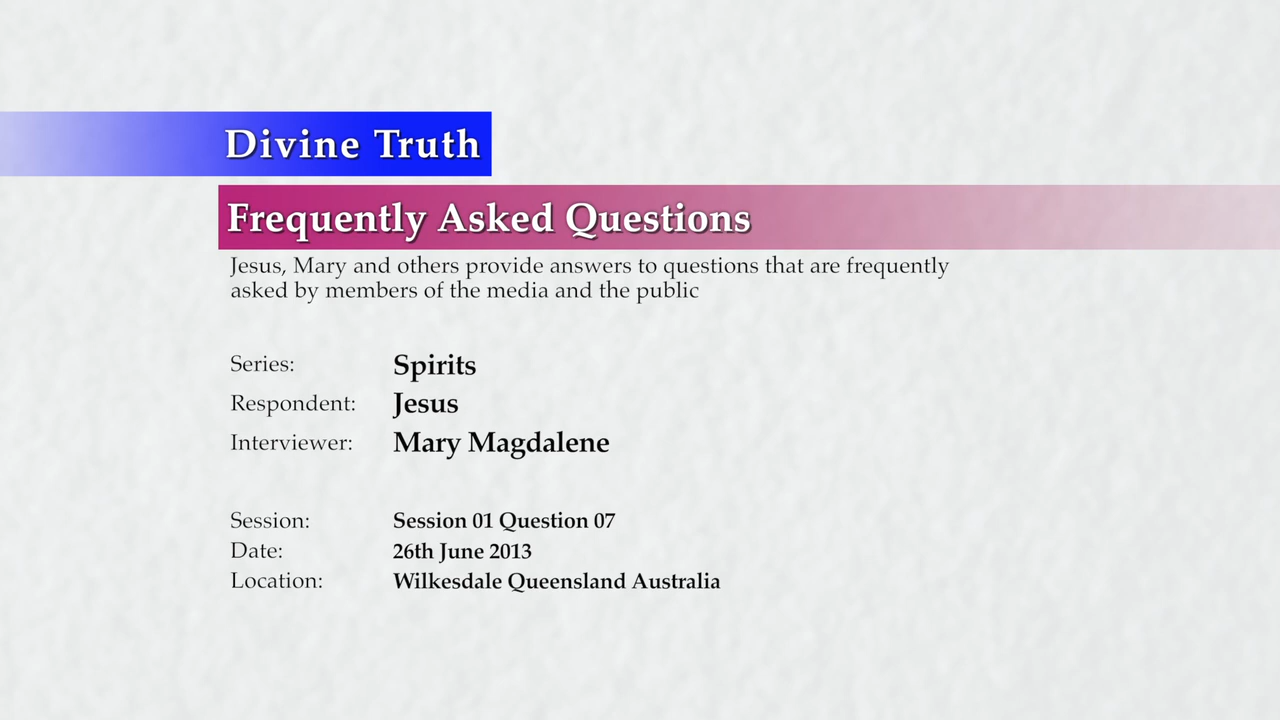 Divine Truth
Frequently Asked Questions
Jesus, Mary and others provide answers to questions that are frequently
asked by members of the media and the public
Series: Spirits
Respondent: Jesus
Interviewer: Mary Magdalene
Session: Session 01 Question 07
Date: 26th June 2013
Location: Wilkesdale Queensland Australia